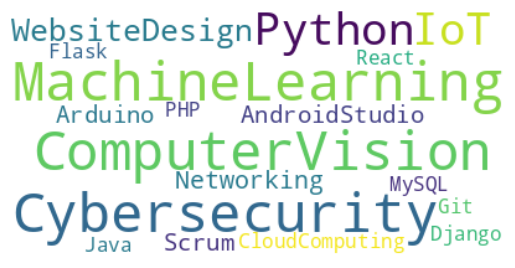 WebsiteDesign Python IoT
Flask React
MachineLearning
Arduino PHP AndroidStudio
ComputerVision
Networking MySQL
Cybersecurity Git
Java Scrum CloudComputing Django